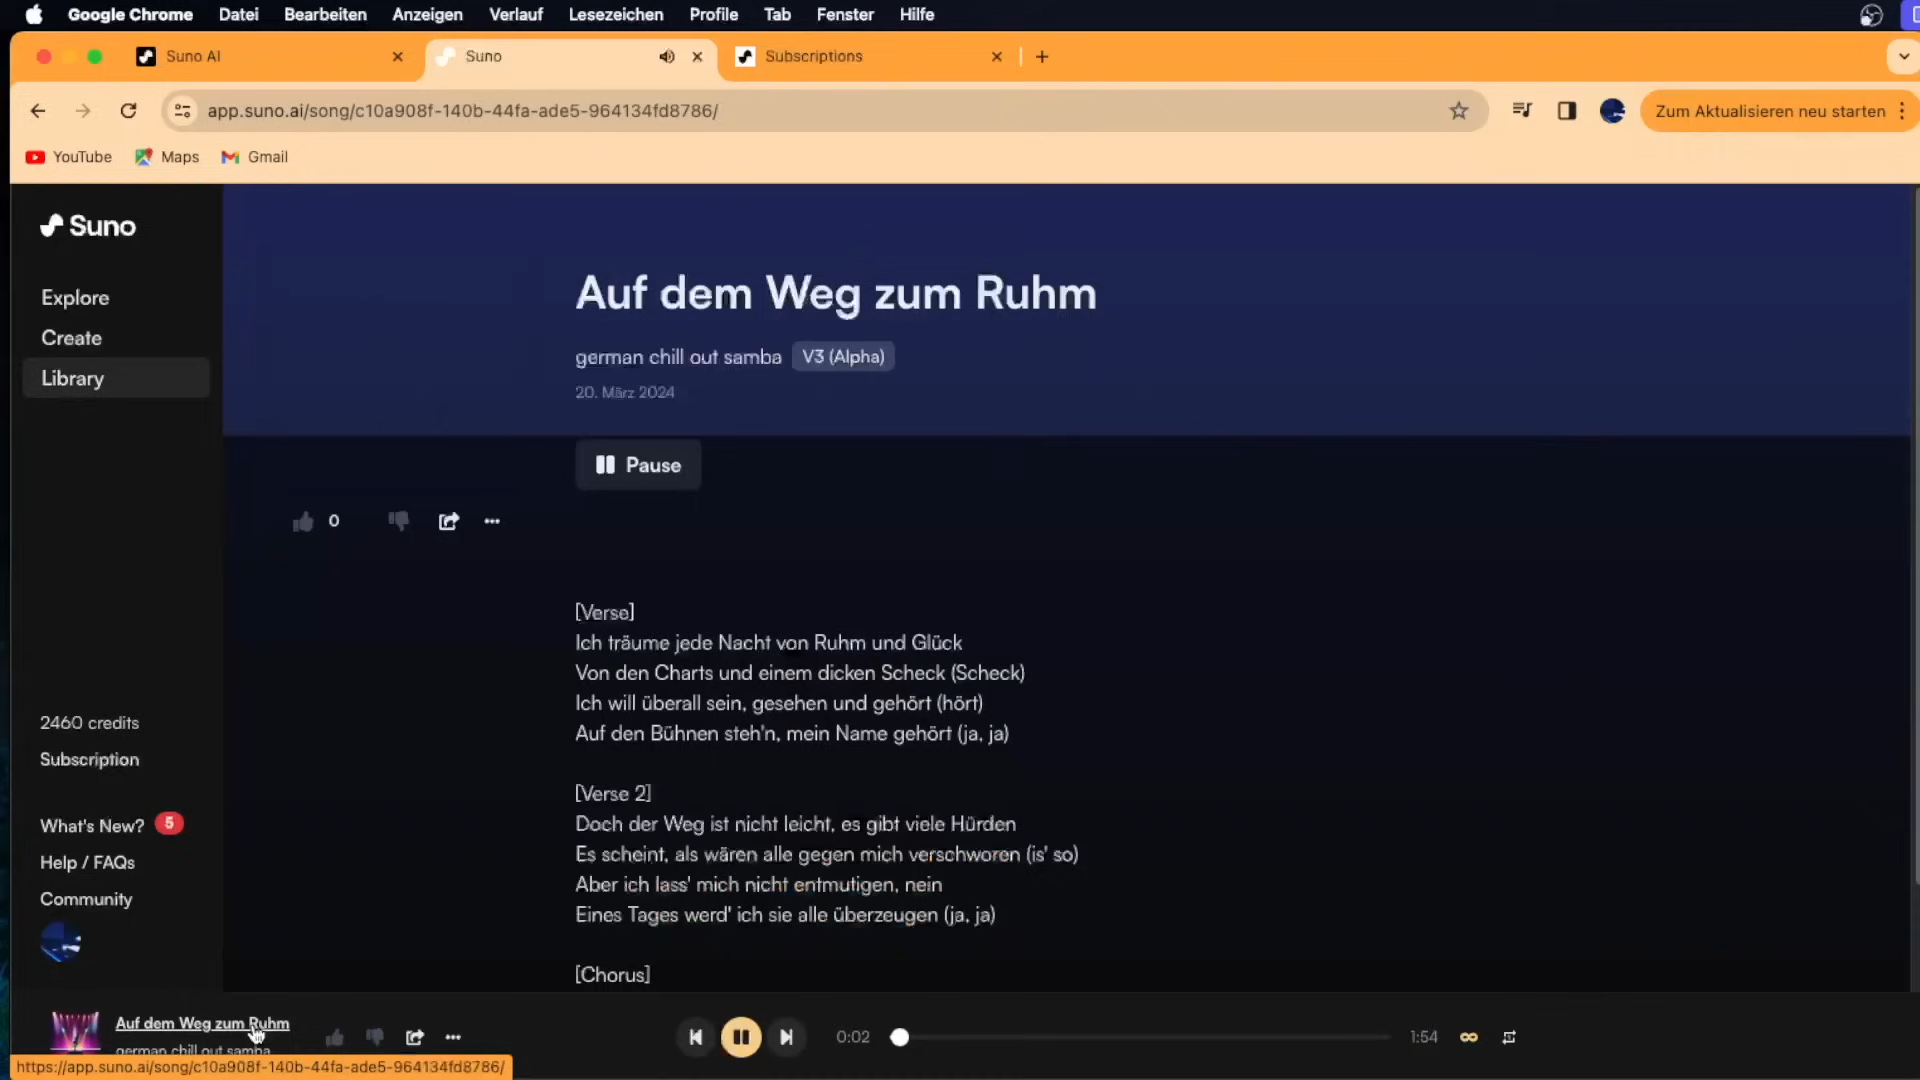 Google Chrome Datei Bearbeiten Anzeigen Verlauf Lesezeichen Profile Tab Fenster Hilfe
Suno AI
Suno
Subscriptions
app.suno.ai/song/c10a908f-140b-44fa-ade5-964134fd8786/
Zum Aktualisieren neu starten
YouTube Maps Gmail
Suno
Explore
Create
Library
2460 credits
Subscription
What's New? 5
Help / FAQs
Community
Auf dem Weg zum Ruhm
german chill out samba V3 (Alpha)
20. März 2024
Pause
0
[Verse]
Ich träume jede Nacht von Ruhm und Glück
Von den Charts und einem dicken Scheck (Scheck)
Ich will überall sein, gesehen und gehört (hört)
Auf den Bühnen steh'n, mein Name gehört (ja, ja)
[Verse 2]
Doch der Weg ist nicht leicht, es gibt viele Hürden
Es scheint, als wären alle gegen mich verschworen (is' so)
Aber ich lass' mich nicht entmutigen, nein
Eines Tages werd' ich sie alle überzeugen (ja, ja)
[Chorus]
Auf dem Weg zum Ruhm
german chill out samba
0:02
1:54
https://app.suno.ai/song/c10a908f-140b-44fa-ade5-964134fd8786/